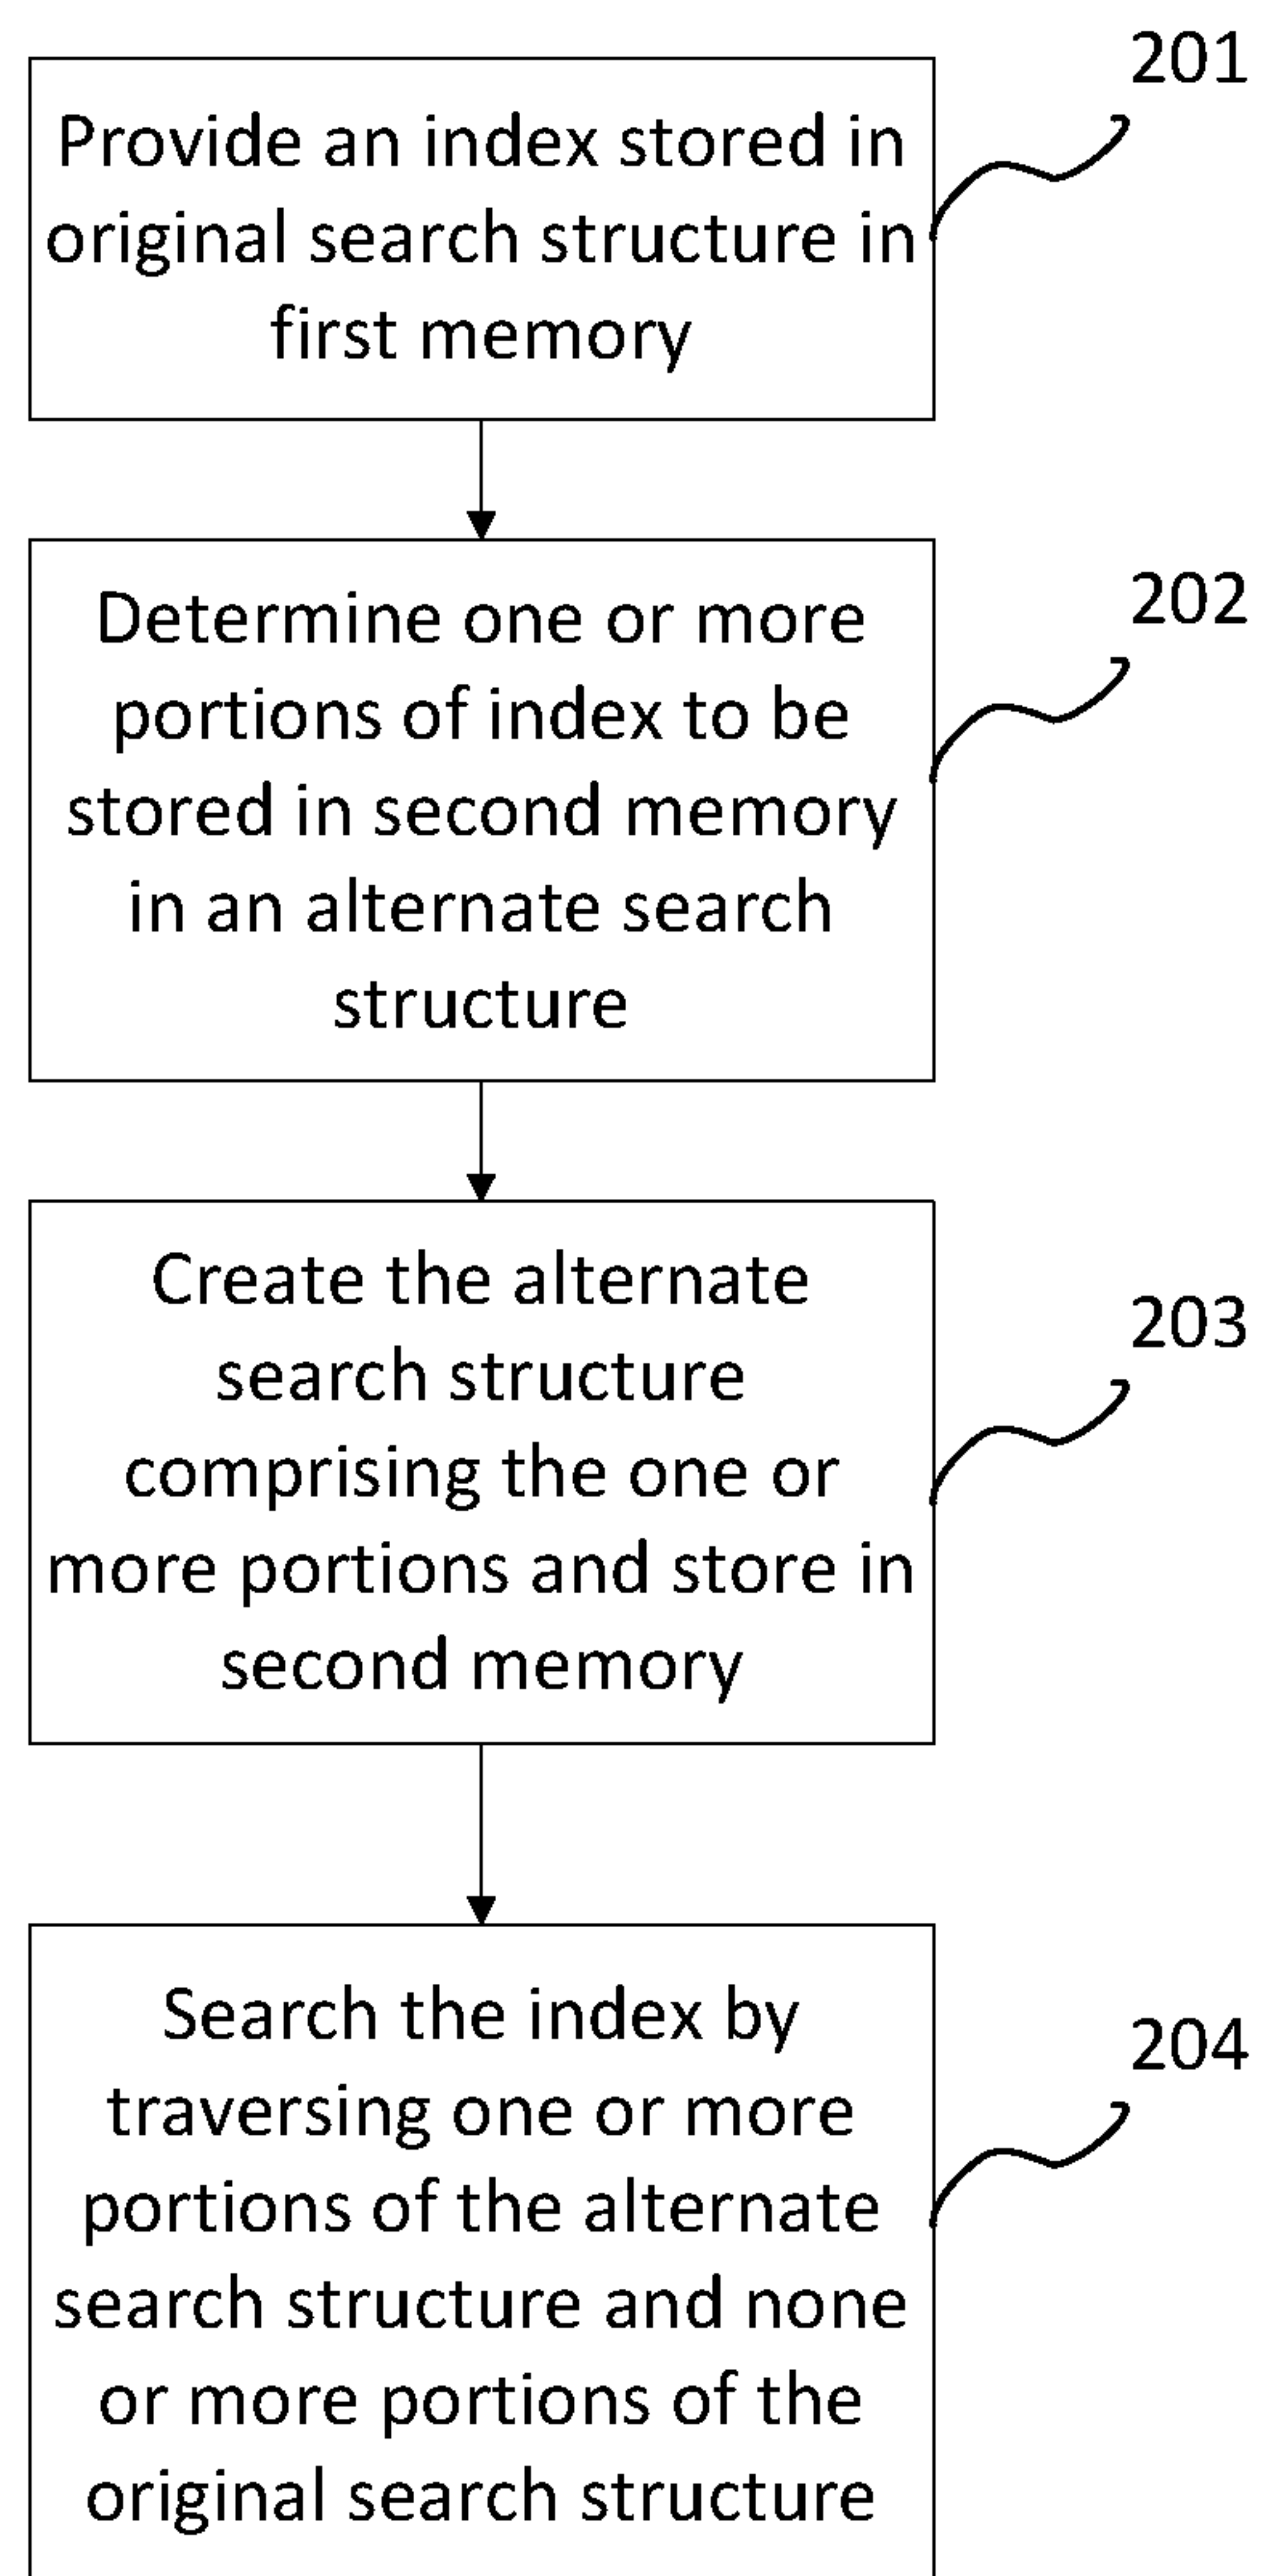 201
Provide an index stored in
original search structure in
first memory
202
Determine one or more
portions of index to be
stored in second memory
in an alternate search
structure
203
Create the alternate
search structure
comprising the one or
more portions and store in
second memory
204
Search the index by
traversing one or more
portions of the alternate
search structure and none
or more portions of the
original search structure